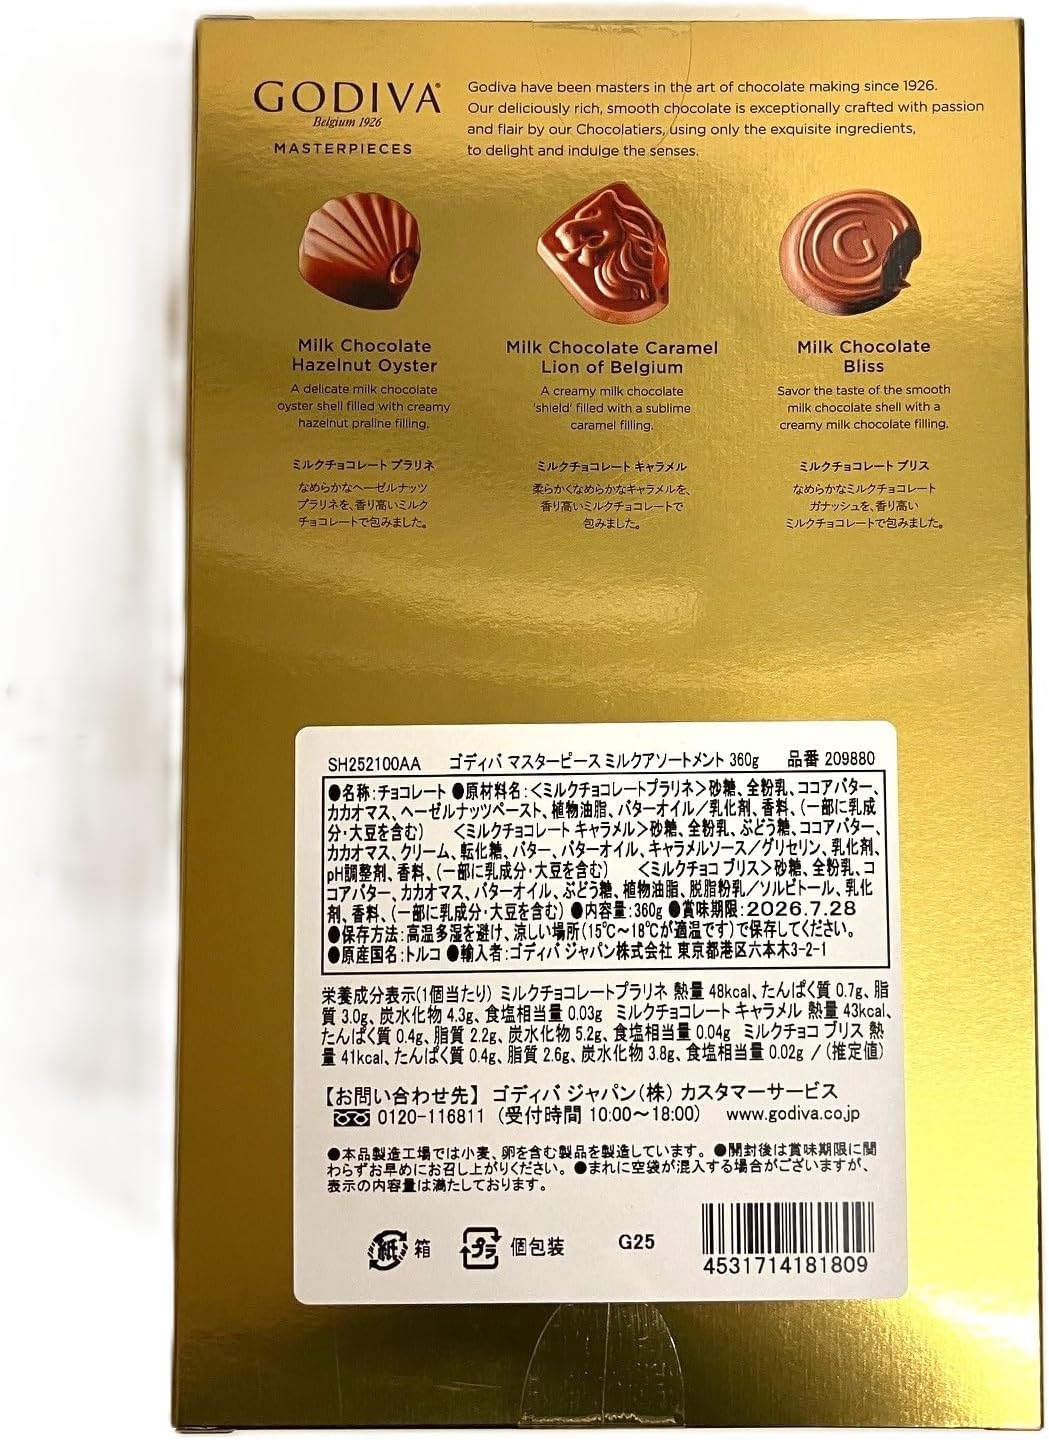 GODIVA
Belgium 1926
MASTERPIECES
Godiva have been masters in the art of chocolate making since 1926.
Our deliciously rich, smooth chocolate is exceptionally crafted with passion
and flair by our Chocolatiers, using only the exquisite ingredients,
to delight and indulge the senses.
G
Milk Chocolate
Hazelnut Oyster
A delicate milk chocolate
oyster shell filled with creamy
hazelnut praline filling.
ミルクチョコレート プラリネ
なめらかなヘーゼルナッツ
プラリネを、香り高いミルク
チョコレートで包みました。
Milk Chocolate Caramel
Lion of Belgium
A creamy milk chocolate
'shield' filled with a sublime
caramel filling.
ミルクチョコレート キャラメル
柔らかくなめらかなキャラメルを、
香り高いミルクチョコレートで
包みました。
Milk Chocolate
Bliss
Savor the taste of the smooth
milk chocolate shell with a
creamy milk chocolate filling.
ミルクチョコレート ブリス
なめらかなミルクチョコレート
ガナッシュを、香り高い
ミルクチョコレートで包みました。
SH252100AA ゴディバ マスターピース ミルクアソートメント 360g 品番 209880
●名称:チョコレート ●原材料名:<ミルクチョコレートプラリネ>砂糖、全粉乳、ココアバター、
カカオマス、ヘーゼルナッツペースト、植物油脂、バターオイル/乳化剤、香料、(一部に乳成
分・大豆を含む) <ミルクチョコレート キャラメル>砂糖、全粉乳、ぶどう糖、ココアバター、
カカオマス、クリーム、転化糖、バター、バターオイル、キャラメルソース/グリセリン、乳化剤、
pH調整剤、香料、(一部に乳成分・大豆を含む) <ミルクチョコ ブリス>砂糖、全粉乳、コ
コアバター、カカオマス、バターオイル、ぶどう糖、植物油脂、脱脂粉乳/ソルビトール、乳化
剤、香料、(一部に乳成分・大豆を含む) ●内容量:360g ●賞味期限:2026.7.28
●保存方法:高温多湿を避け、涼しい場所(15℃~18℃が適温です)で保存してください。
●原産国名:トルコ ●輸入者:ゴディバ ジャパン株式会社 東京都港区六本木3-2-1
栄養成分表示(1個当たり) ミルクチョコレートプラリネ 熱量 48kcal、たんぱく質 0.7g、脂
質 3.0g、炭水化物 4.3g、食塩相当量 0.03g ミルクチョコレート キャラメル 熱量 43kcal、
たんぱく質 0.4g、脂質 2.2g、炭水化物 5.2g、食塩相当量 0.04g ミルクチョコ ブリス 熱
量 41kcal、たんぱく質 0.4g、脂質 2.6g、炭水化物 3.8g、食塩相当量 0.02g / (推定値)
【お問い合わせ先】 ゴディバ ジャパン(株) カスタマーサービス
0120-116811 (受付時間 10:00~18:00) www.godiva.co.jp
●本品製造工場では小麦、卵を含む製品を製造しています。●開封後は賞味期限に関
わらずお早めにお召し上がりください。●まれに空袋が混入する場合がございますが、
表示の内容量は満たしております。
紙 箱 プラ 個包装 G25
4531714181809